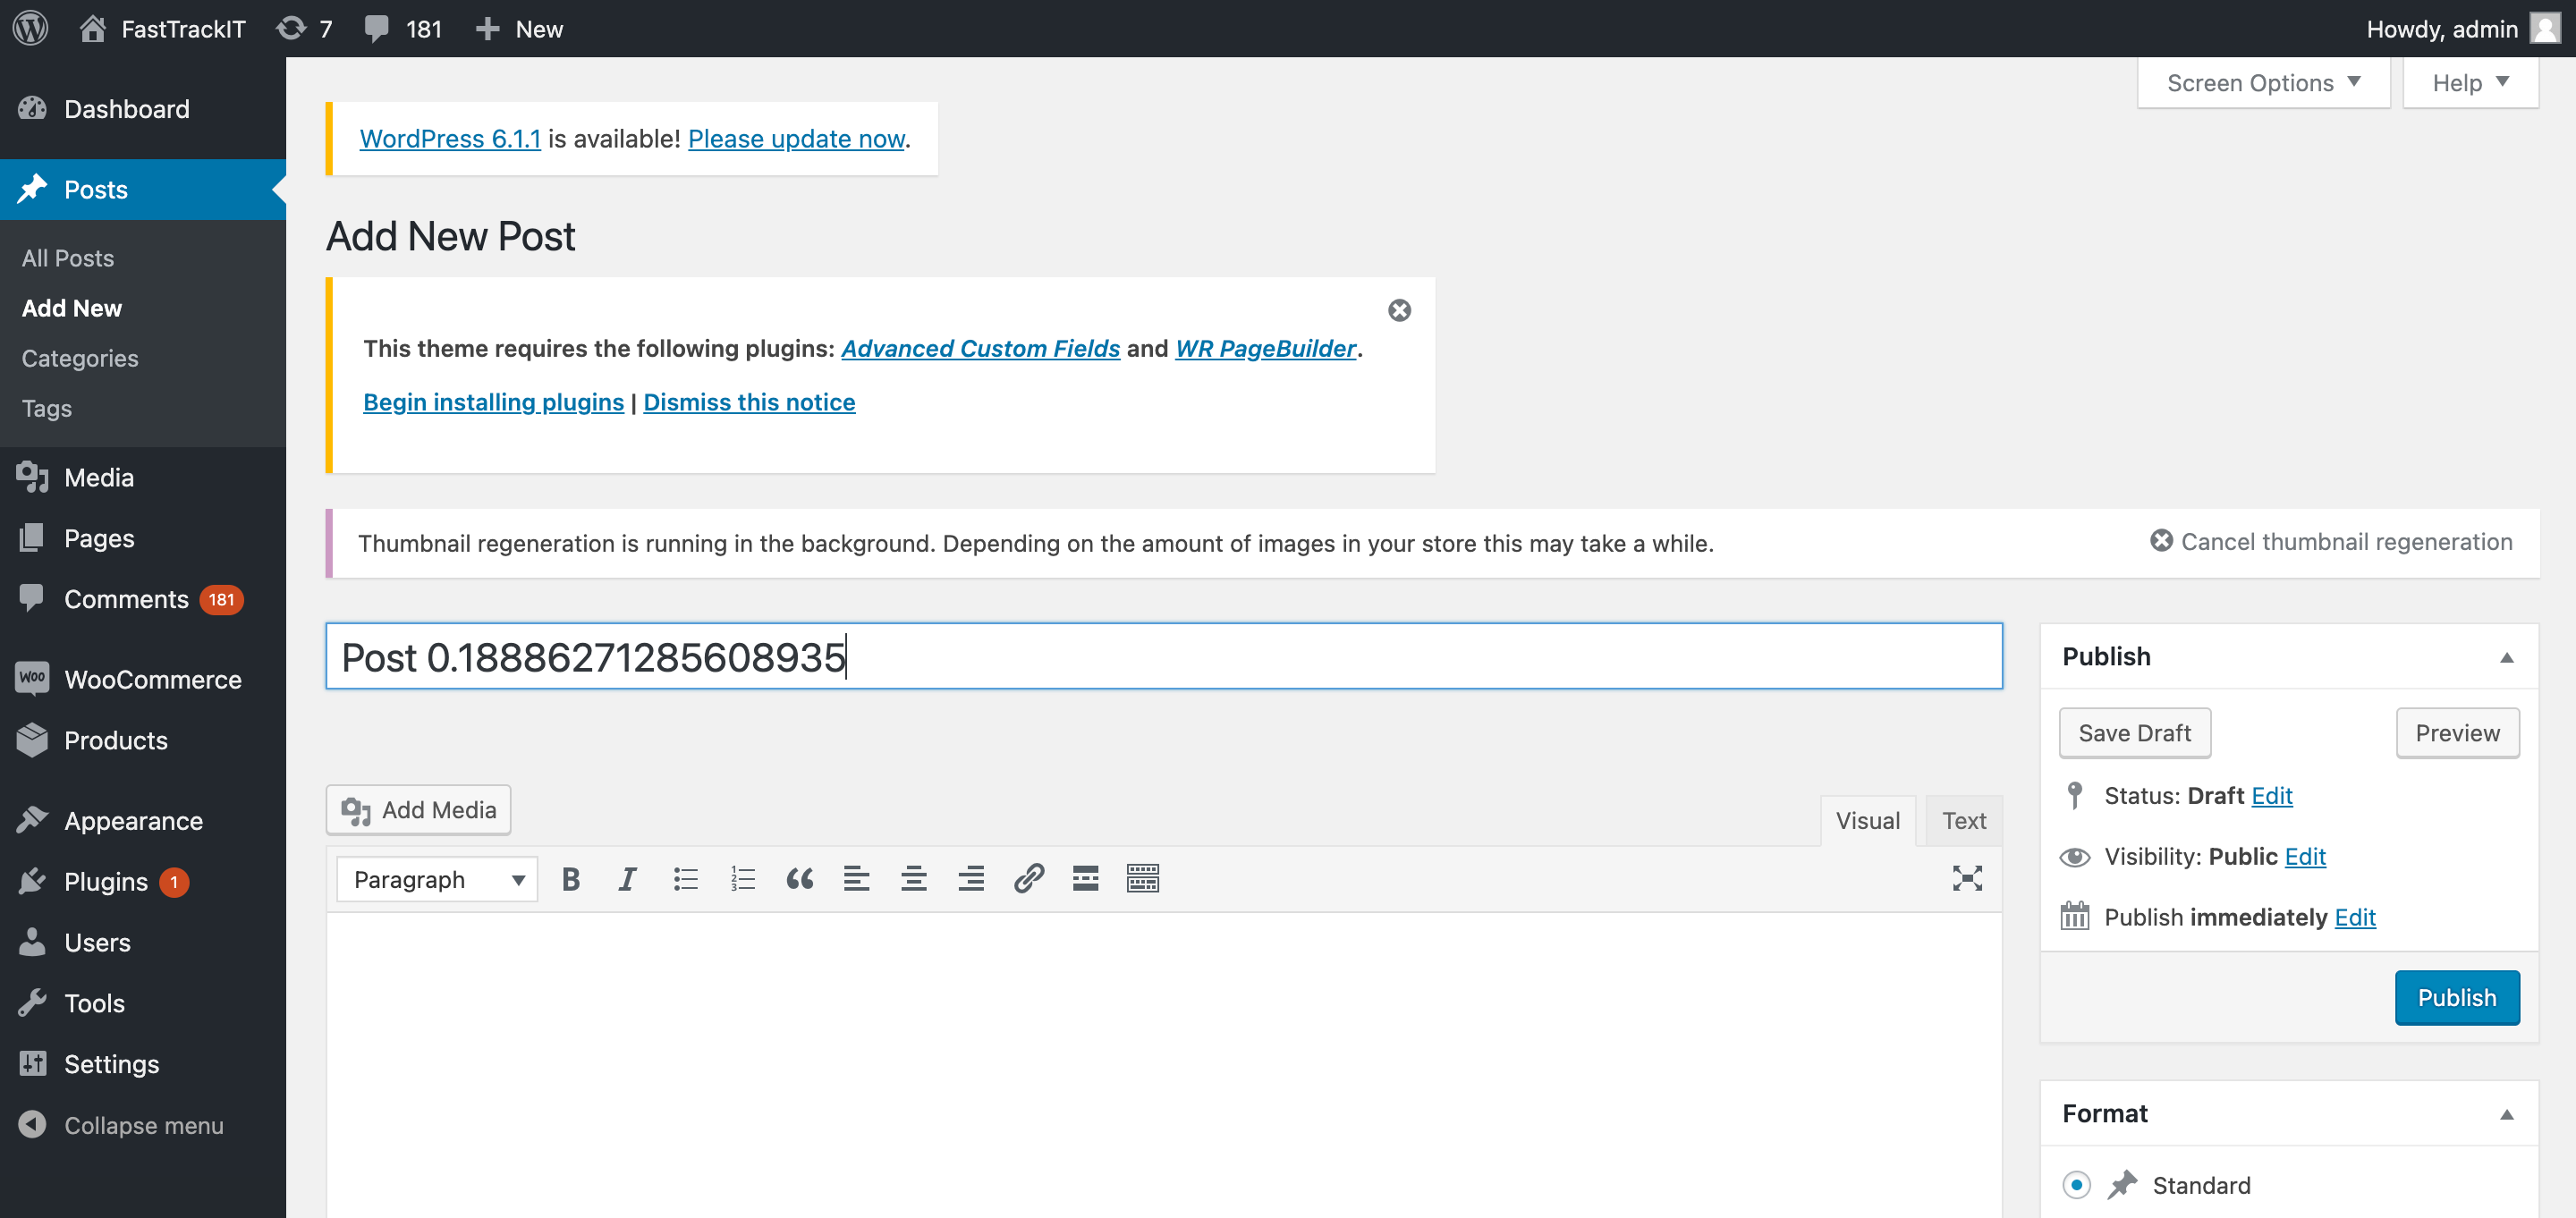 FastTrackIT 7 181 New Howdy, admin
Screen Options Help
Dashboard
Posts
All Posts
Add New
Categories
Tags
Media
Pages
Comments 181
Woo WooCommerce
Products
Appearance
Plugins 1
Users
Tools
Settings
Collapse menu
WordPress 6.1.1 is available! Please update now.
Add New Post
This theme requires the following plugins: Advanced Custom Fields and WR PageBuilder.
Begin installing plugins | Dismiss this notice
Thumbnail regeneration is running in the background. Depending on the amount of images in your store this may take a while. Cancel thumbnail regeneration
Post 0.18886271285608935
Add Media
Visual Text
Paragraph B I
Publish
Save Draft Preview
Status: Draft Edit
Visibility: Public Edit
Publish immediately Edit
Publish
Format
Standard